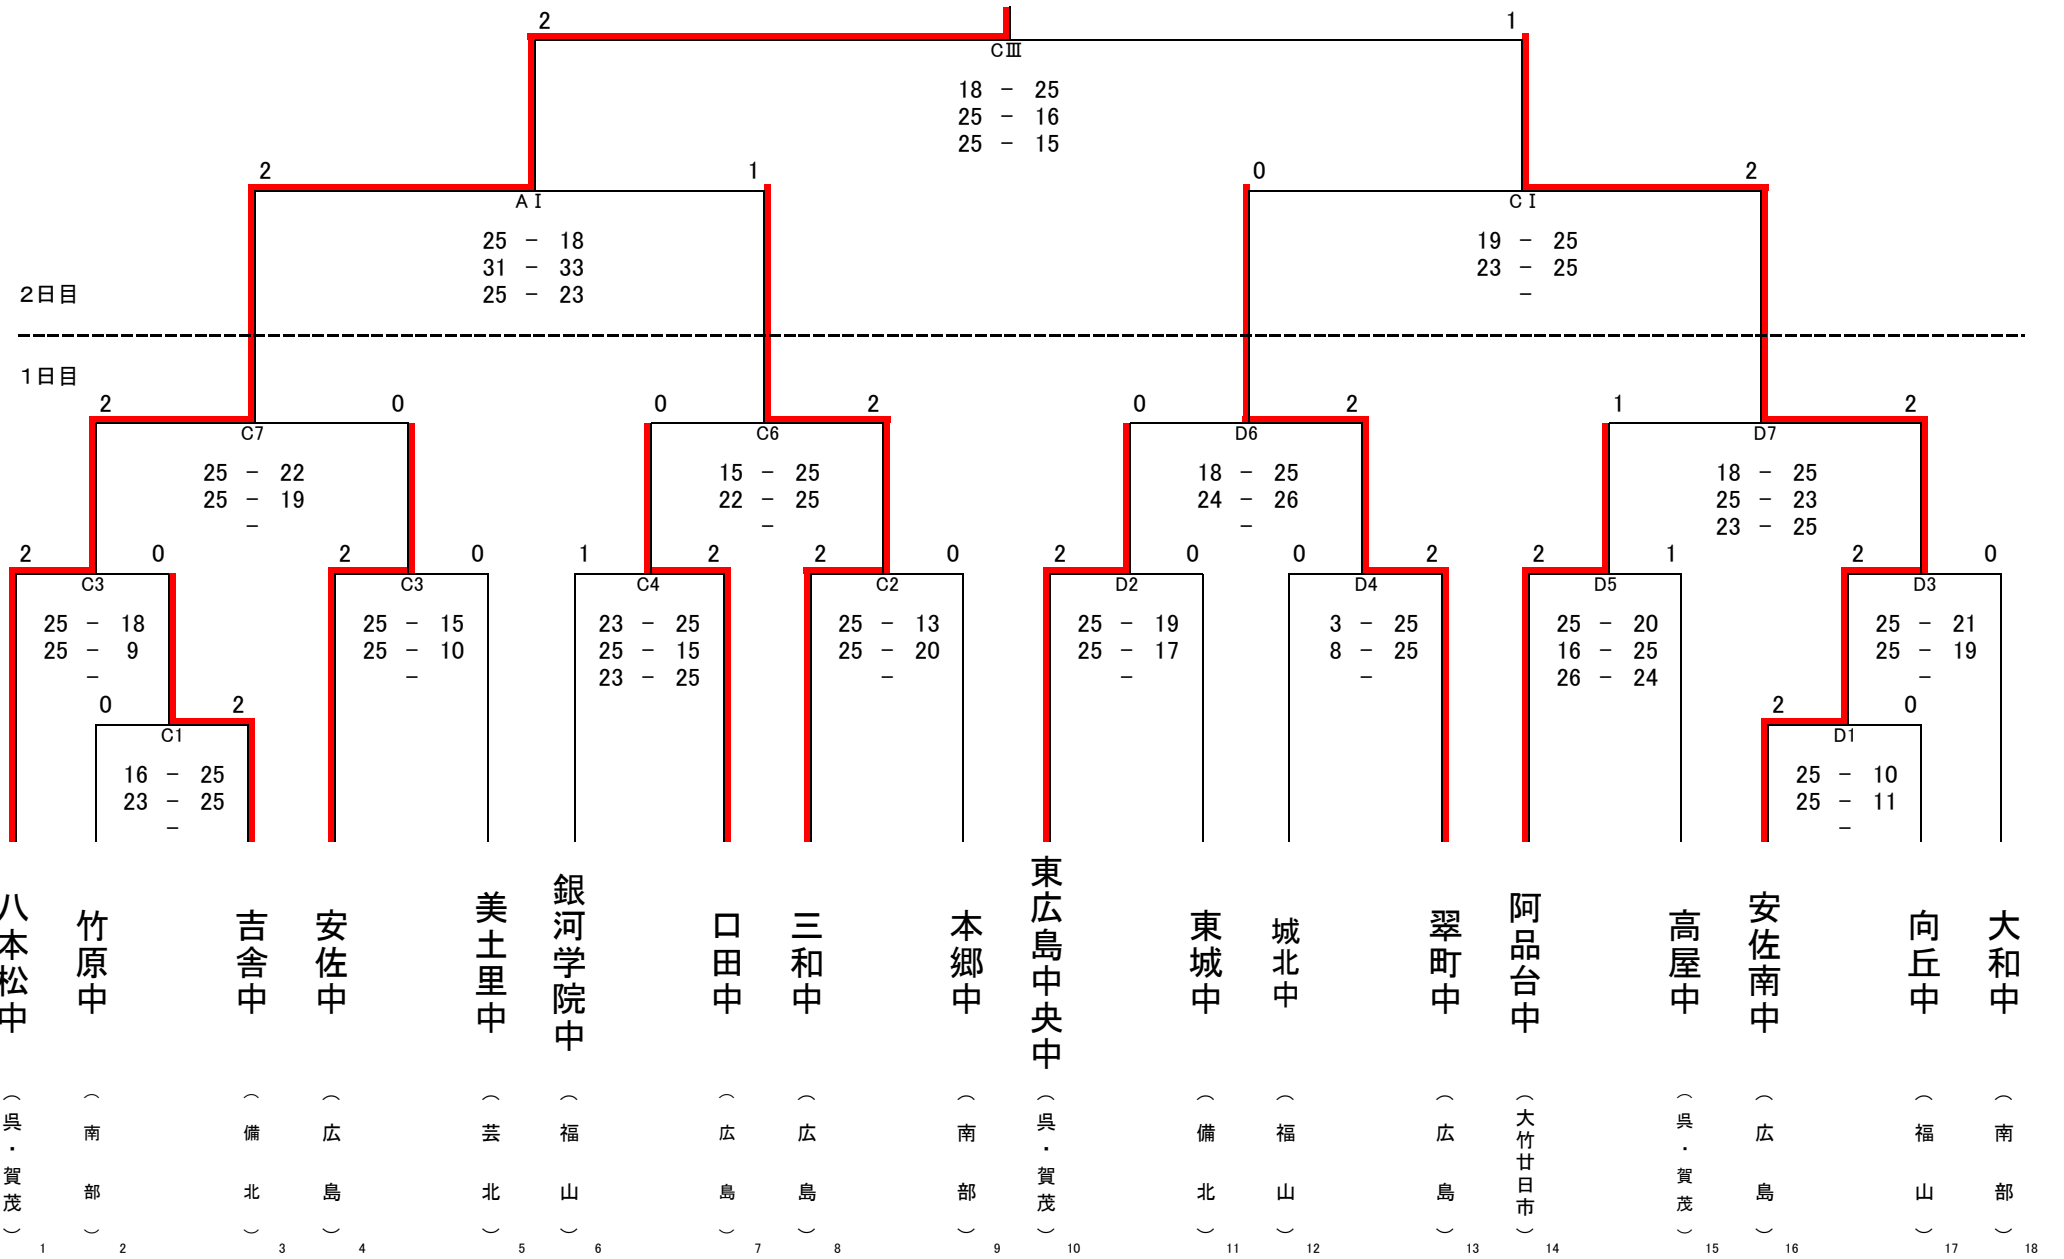 2 1
CⅢ
18 － 25
25 － 16
25 － 15
2 1 0 2
AⅠ CⅠ
25 － 18 19 － 25
31 － 33 23 － 25
25 － 23 －
２日目
１日目
2 0 0 2 0 2 1 2
C7 C6 D6 D7
25 － 22 15 － 25 18 － 25 18 － 25
25 － 19 22 － 25 24 － 26 25 － 23
－ － － 23 － 25
2 0 2 0 1 2 2 0 2 0 0 2 2 1 2 0
C3 C3 C4 C2 D2 D4 D5 D3
25 － 18 25 － 15 23 － 25 25 － 13 25 － 19 3 － 25 25 － 20 25 － 21
25 － 9 25 － 10 25 － 15 25 － 20 25 － 17 8 － 25 16 － 25 25 － 19
－ － 23 － 25 － － － 26 － 24 －
0 2 2 0
C1 D1
16 － 25 25 － 10
23 － 25 25 － 11
－ －
八本松中
竹原中
吉舎中
安佐中
美土里中
銀河学院中
口田中
三和中
本郷中
東広島中央中
東城中
城北中
翠町中
阿品台中
高屋中
安佐南中
向丘中
大和中
（呉・賀茂）
（南部）
（備北）
（広島）
（芸北）
（福山）
（広島）
（広島）
（南部）
（呉・賀茂）
（備北）
（福山）
（広島）
（大竹廿日市）
（呉・賀茂）
（広島）
（福山）
（南部）
1 2 3 4 5 6 7 8 9 10 11 12 13 14 15 16 17 18